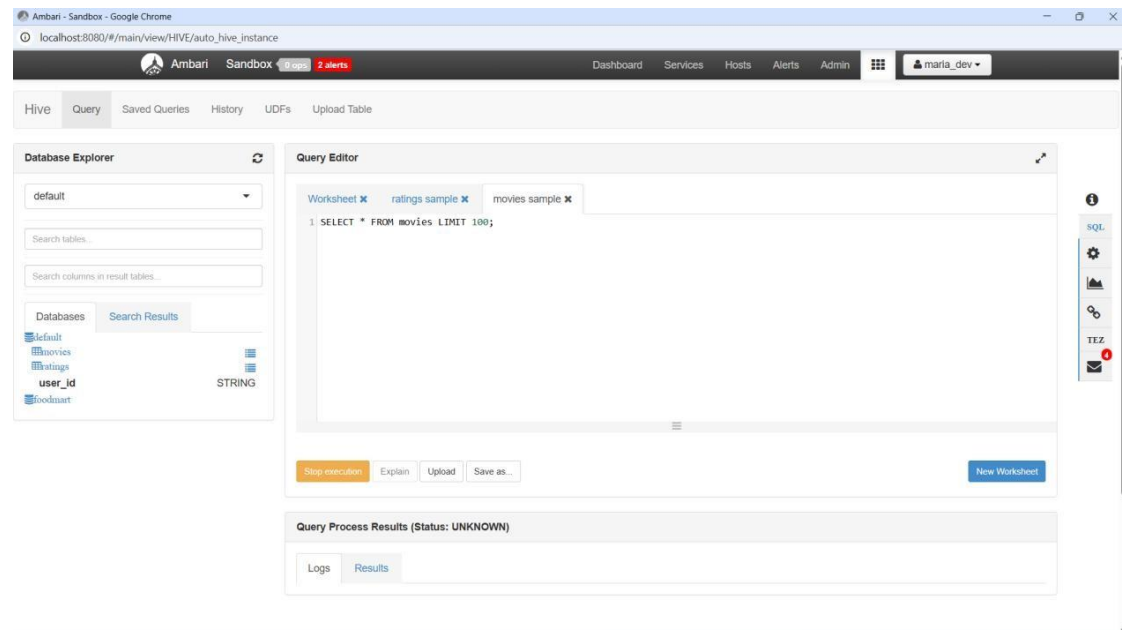 Ambari - Sandbox - Google Chrome
localhost:8080/#/main/view/HIVE/auto_hive_instance
Ambari Sandbox 0 ops 2 alerts Dashboard Services Hosts Alerts Admin maria_dev
Hive Query Saved Queries History UDFs Upload Table
Database Explorer
default
Search tables...
Search columns in result tables...
Databases Search Results
default
movies
ratings
user_id STRING
foodmart
Query Editor
Worksheet ratings sample movies sample
1 SELECT * FROM movies LIMIT 100;
Stop execution Explain Upload Save as... New Worksheet
Query Process Results (Status: UNKNOWN)
Logs Results
SQL
TEZ
4